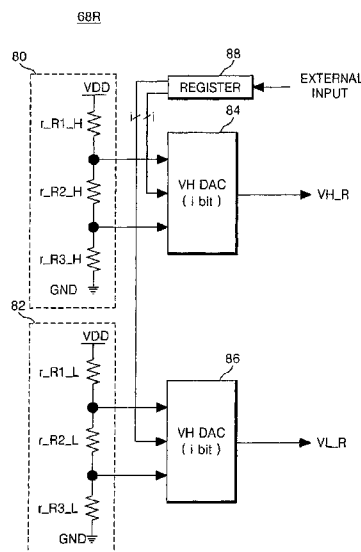 68R
80
VDD
r_R1_H
r_R2_H
r_R3_H
GND
88
REGISTER
EXTERNAL
INPUT
i
i
84
VH DAC
( i bit )
VH_R
82
VDD
r_R1_L
r_R2_L
r_R3_L
GND
86
VH DAC
( i bit )
VL_R